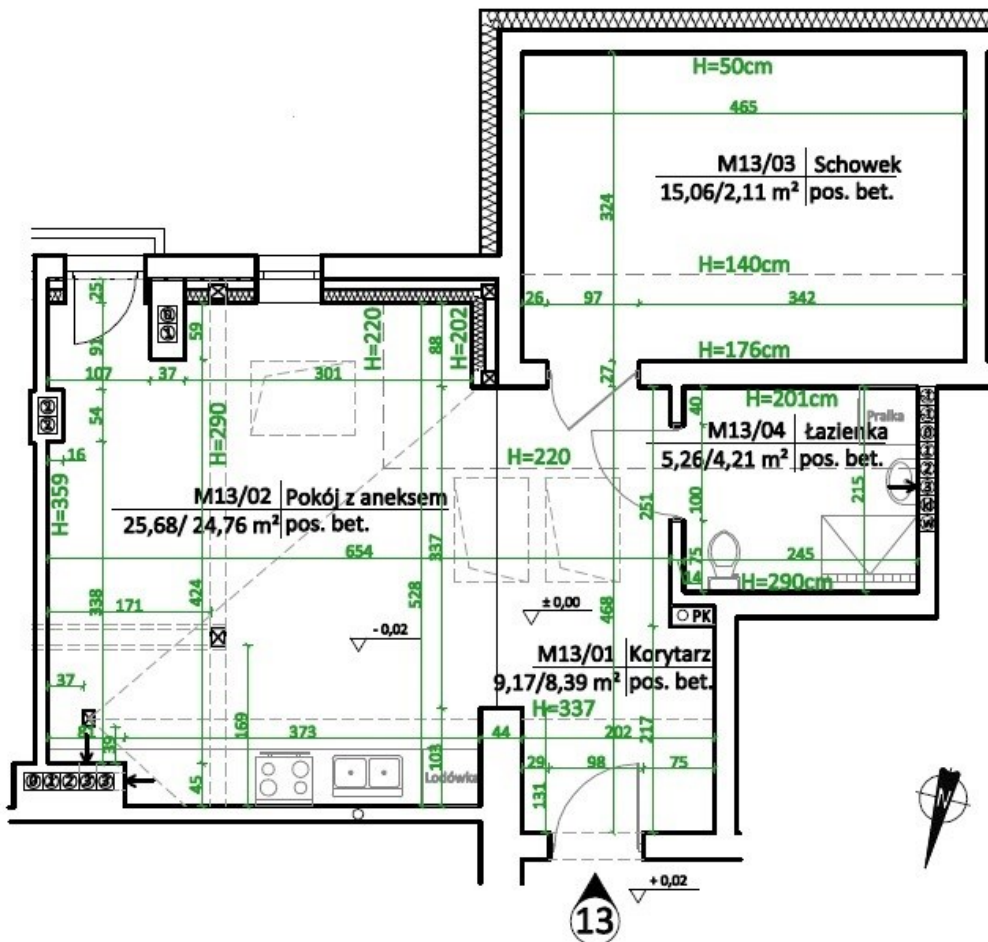 H=50cm
465
M13/03 Schowek
15,06/2,11 m² pos. bet.
324
H=140cm
26 97 342
H=176cm
27
25
107 37 301
59
88
H=220
H=202
54
16
H=290
H=359
40
H=201cm
Pralka
M13/04 Łazienka
5,26/4,21 m² pos. bet.
H=220
251
100
215
M13/02 Pokój z aneksem
25,68/ 24,76 m² pos. bet.
654
337
75
245
14
H=290cm
338
171
424
528
468
± 0,00
- 0,02
PK
M13/01 Korytarz
9,17/8,39 m² pos. bet.
37
169
H=337
217
39
373
44
202
29 98 75
45
103
131
Lodówka
N
+ 0,02
13